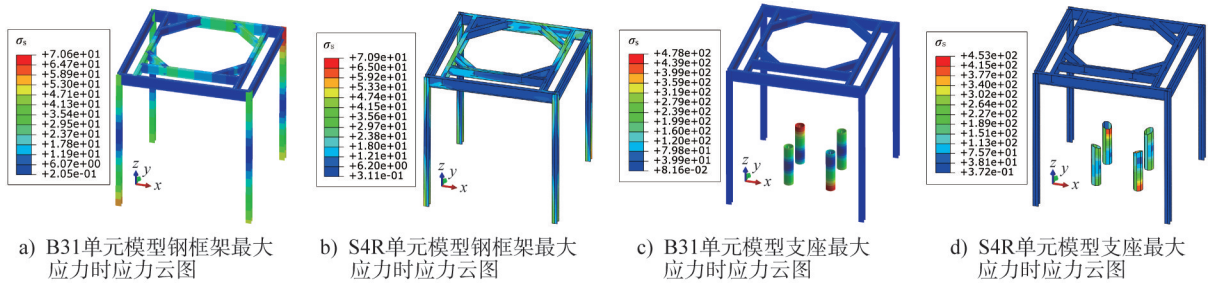 σs
+7.06e+01
+6.47e+01
+5.89e+01
+5.30e+01
+4.71e+01
+4.13e+01
+3.54e+01
+2.95e+01
+2.37e+01
+1.78e+01
+1.19e+01
+6.07e+00
+2.05e-01
z
y
x
a) B31单元模型钢框架最大
应力时应力云图
σs
+7.09e+01
+6.50e+01
+5.92e+01
+5.33e+01
+4.74e+01
+4.15e+01
+3.56e+01
+2.97e+01
+2.38e+01
+1.80e+01
+1.21e+01
+6.20e+00
+3.11e-01
z
y
x
b) S4R单元模型钢框架最大
应力时应力云图
σs
+4.78e+02
+4.39e+02
+3.99e+02
+3.59e+02
+3.19e+02
+2.79e+02
+2.39e+02
+1.99e+02
+1.60e+02
+1.20e+02
+7.98e+01
+3.99e+01
+8.16e-02
z
y
x
c) B31单元模型支座最大
应力时应力云图
σs
+4.53e+02
+4.15e+02
+3.77e+02
+3.40e+02
+3.02e+02
+2.64e+02
+2.27e+02
+1.89e+02
+1.51e+02
+1.13e+02
+7.57e+01
+3.81e+01
+3.72e-01
z
y
x
d) S4R单元模型支座最大
应力时应力云图